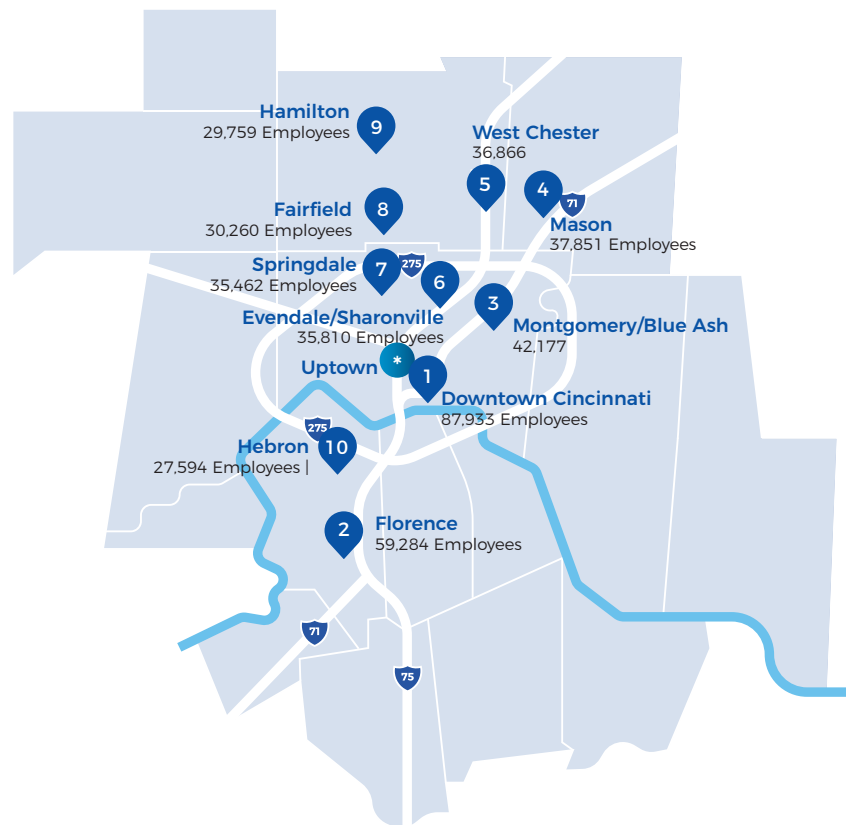 Hamilton
29,759 Employees
9
West Chester
36,866
5
4
71
Mason
37,851 Employees
Fairfield
30,260 Employees
8
Springdale
35,462 Employees
7
275
6
Evendale/Sharonville
35,810 Employees
3
Montgomery/Blue Ash
42,177
Uptown
*
1
Downtown Cincinnati
87,933 Employees
275
Hebron
27,594 Employees |
10
2
Florence
59,284 Employees
71
75